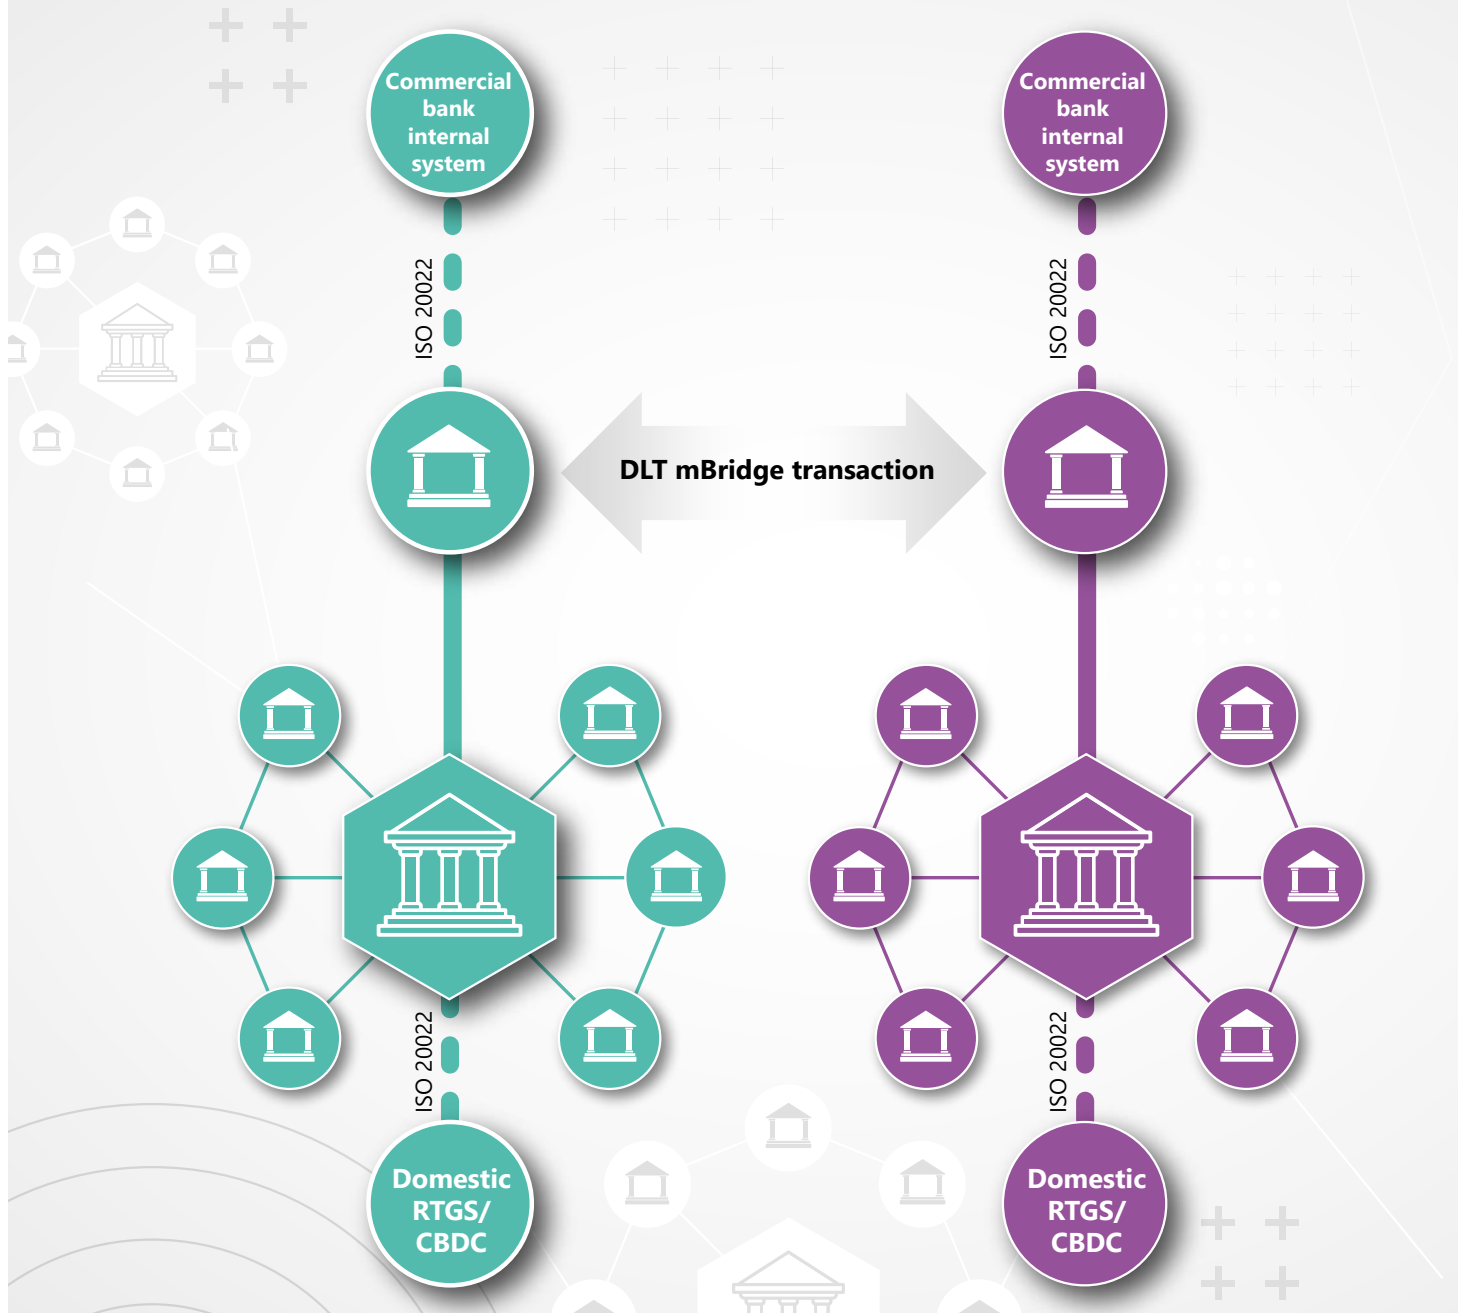 Commercial
bank
internal
system
Commercial
bank
internal
system
ISO 20022
ISO 20022
DLT mBridge transaction
ISO 20022
ISO 20022
Domestic
RTGS/
CBDC
Domestic
RTGS/
CBDC